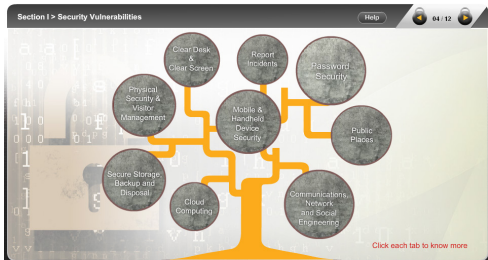 Section I > Security Vulnerabilities
Help
04 / 12
Clear Desk
&
Clear Screen
Report
Incidents
Password
Security
Physical
Security &
Visitor
Management
Mobile &
Handheld
Device
Security
Public
Places
Secure Storage,
Backup and
Disposal
Cloud
Computing
Communications,
Network
and Social
Engineering
Click each tab to know more